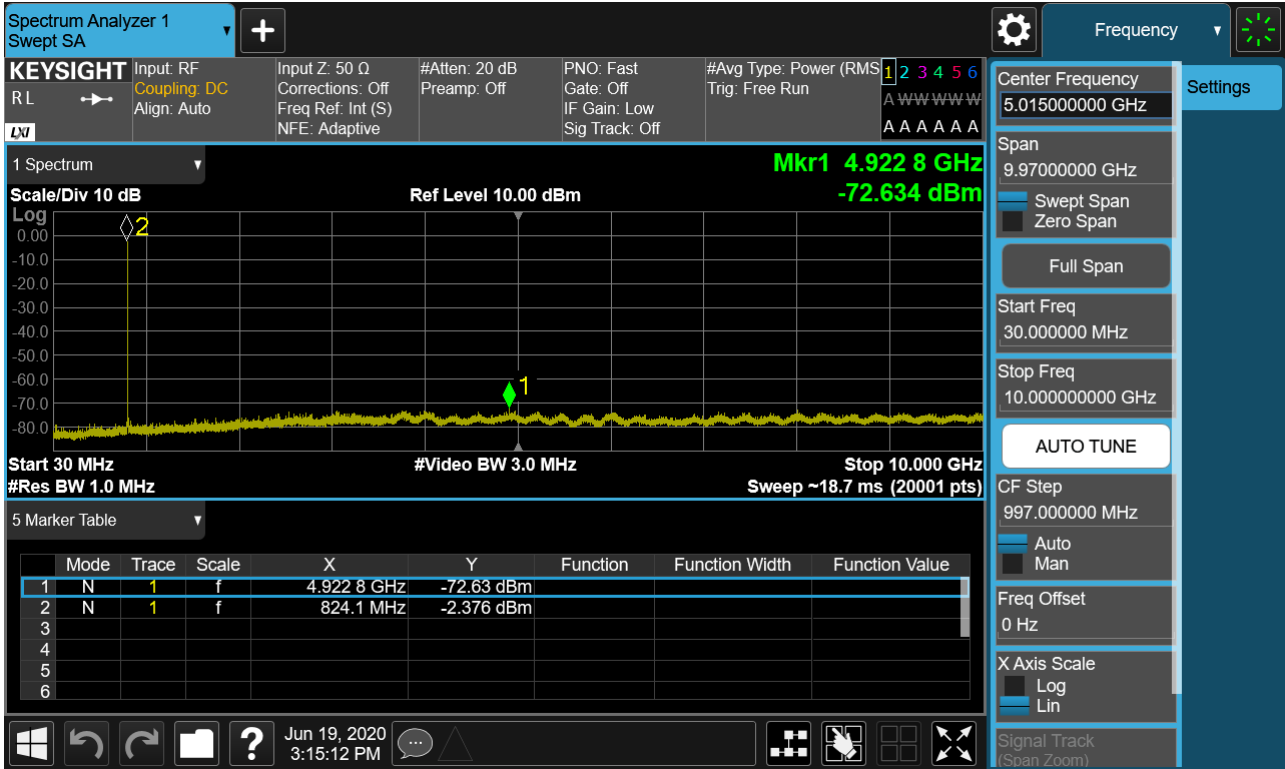 Spectrum Analyzer 1
Swept SA
Frequency
KEYSIGHT
R L
LXI
Input: RF
Coupling: DC
Align: Auto
Input Z: 50 Ω
Corrections: Off
Freq Ref: Int (S)
NFE: Adaptive
#Atten: 20 dB
Preamp: Off
PNO: Fast
Gate: Off
IF Gain: Low
Sig Track: Off
#Avg Type: Power (RMS
Trig: Free Run
1 2 3 4 5 6
A W W W W W
A A A A A A
1 Spectrum
Mkr1 4.922 8 GHz
Scale/Div 10 dB
Ref Level 10.00 dBm
-72.634 dBm
Log
0.00
-10.0
-20.0
-30.0
-40.0
-50.0
-60.0
-70.0
-80.0
2
1
Start 30 MHz
#Video BW 3.0 MHz
Stop 10.000 GHz
#Res BW 1.0 MHz
Sweep ~18.7 ms (20001 pts)
5 Marker Table
Mode Trace Scale X Y Function Function Width Function Value
1 N 1 f 4.922 8 GHz -72.63 dBm
2 N 1 f 824.1 MHz -2.376 dBm
3
4
5
6
Jun 19, 2020
3:15:12 PM
Center Frequency
5.015000000 GHz
Span
9.97000000 GHz
Swept Span
Zero Span
Full Span
Start Freq
30.000000 MHz
Stop Freq
10.000000000 GHz
AUTO TUNE
CF Step
997.000000 MHz
Auto
Man
Freq Offset
0 Hz
X Axis Scale
Log
Lin
Signal Track
(Span Zoom)
Settings